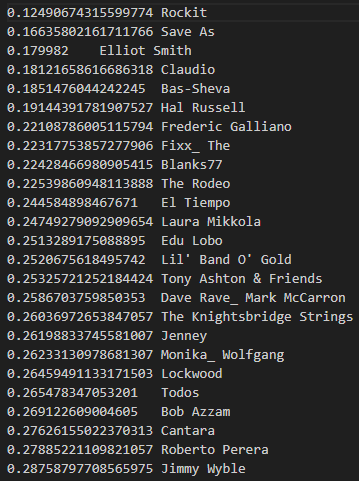 0.12490674315599774 Rockit
0.16635802161711766 Save As
0.179982 Elliot Smith
0.18121658616686318 Claudio
0.1851476044242245 Bas-Sheva
0.19144391781907527 Hal Russell
0.22108786005115794 Frederic Galliano
0.22317753857277906 Fixx_ The
0.22428466980905415 Blanks77
0.22539860948113888 The Rodeo
0.244584898467671 El Tiempo
0.24749279092909654 Laura Mikkola
0.2513289175088895 Edu Lobo
0.2520675618495742 Lil' Band O' Gold
0.25325721252184424 Tony Ashton & Friends
0.2586703759850353 Dave Rave_ Mark McCarron
0.26036972653847057 The Knightsbridge Strings
0.26198833745581007 Jenney
0.26233130978681307 Monika_ Wolfgang
0.26459491133171503 Lockwood
0.265478347053201 Todos
0.269122609004605 Bob Azzam
0.27626155022370313 Cantara
0.27885221109821057 Roberto Perera
0.28758797708565975 Jimmy Wyble